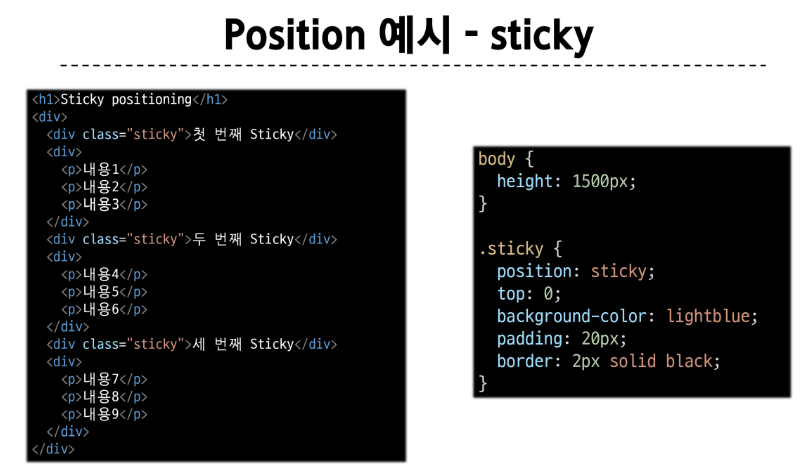 Position 예시 - sticky
<h1>Sticky positioning</h1>
<div>
  <div class="sticky">첫 번째 Sticky</div>
  <div>
    <p>내용1</p>
    <p>내용2</p>
    <p>내용3</p>
  </div>
  <div class="sticky">두 번째 Sticky</div>
  <div>
    <p>내용4</p>
    <p>내용5</p>
    <p>내용6</p>
  </div>
  <div class="sticky">세 번째 Sticky</div>
  <div>
    <p>내용7</p>
    <p>내용8</p>
    <p>내용9</p>
  </div>
</div>
body {
  height: 1500px;
}
.sticky {
  position: sticky;
  top: 0;
  background-color: lightblue;
  padding: 20px;
  border: 2px solid black;
}